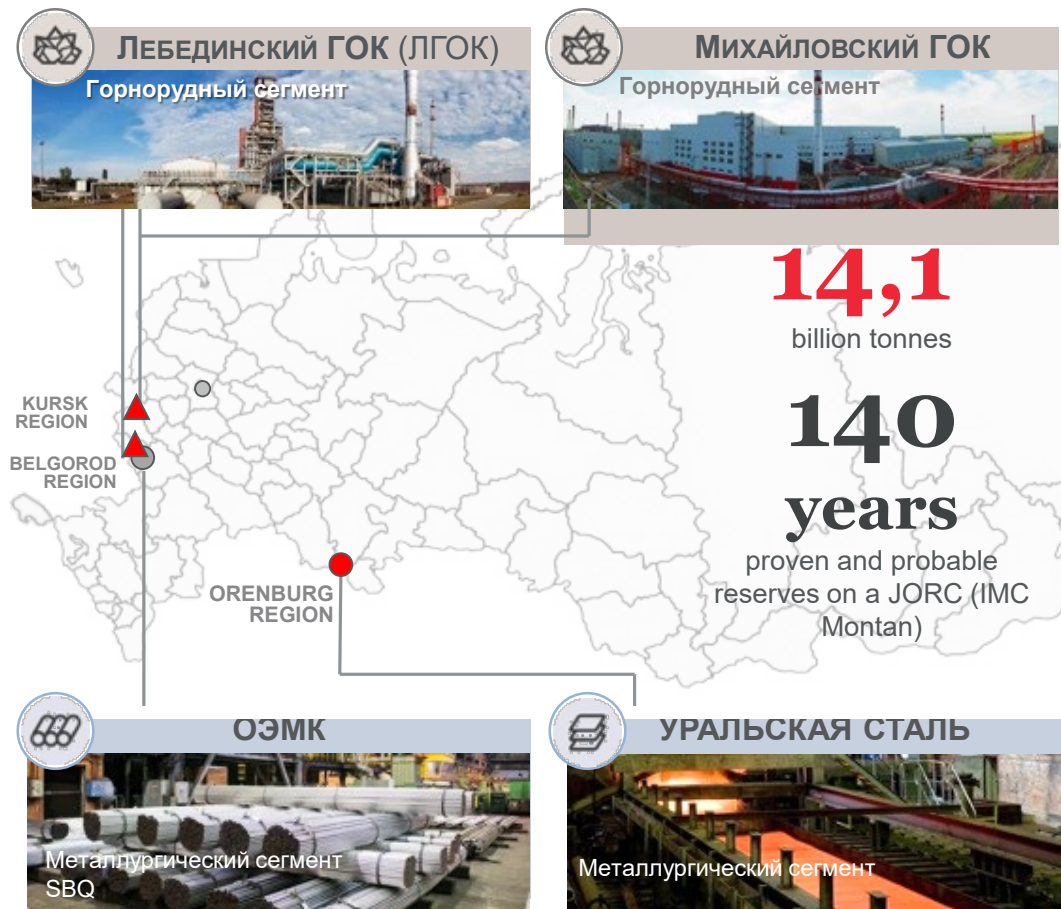 ЛЕБЕДИНСКИЙ ГОК (ЛГОК)
Горнорудный сегмент
МИХАЙЛОВСКИЙ ГОК
Горнорудный сегмент
14,1
billion tonnes
140
years
proven and probable
reserves on a JORC (IMC
Montan)
KURSK
REGION
BELGOROD
REGION
ORENBURG
REGION
ОЭМК
Металлургический сегмент
SBQ
УРАЛЬСКАЯ СТАЛЬ
Металлургический сегмент